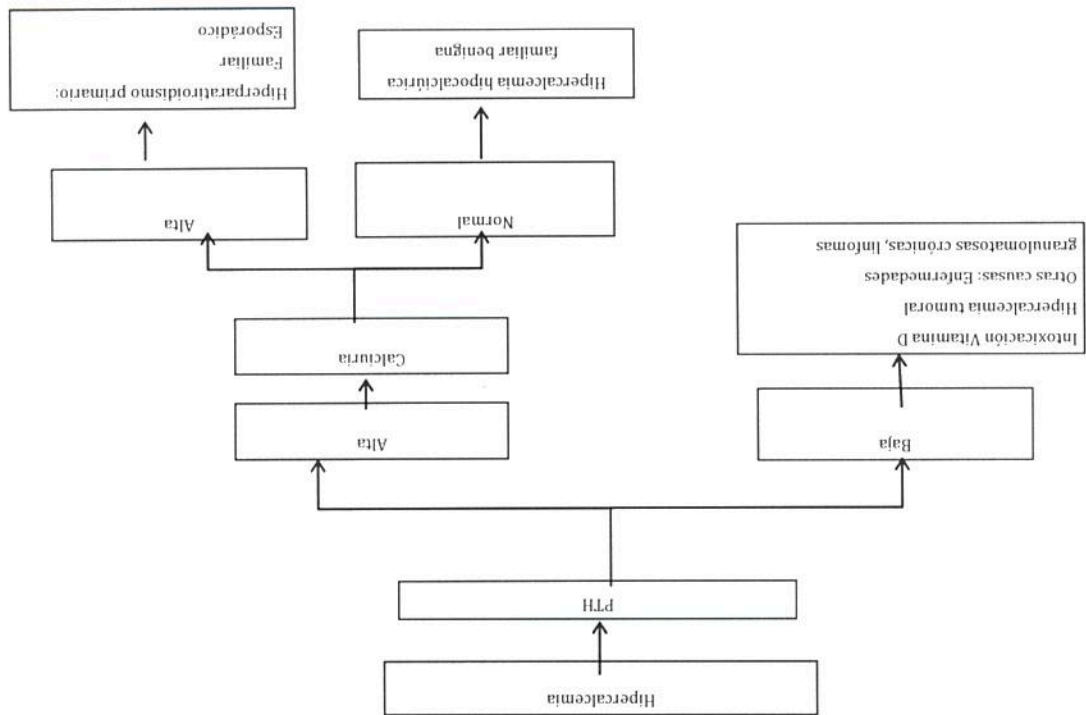 Hipercalcemia
PTH
Alta
Baja
Calciuria
Intoxicación Vitamina D
Hipercalcemia tumoral
Otras causas: Enfermedades
granulomatosas crónicas, linfomas
Normal
Alta
Hipercalcemia hipocalciúrica
familiar benigna
Hiperparatiroidismo primario:
Familiar
Esporádico